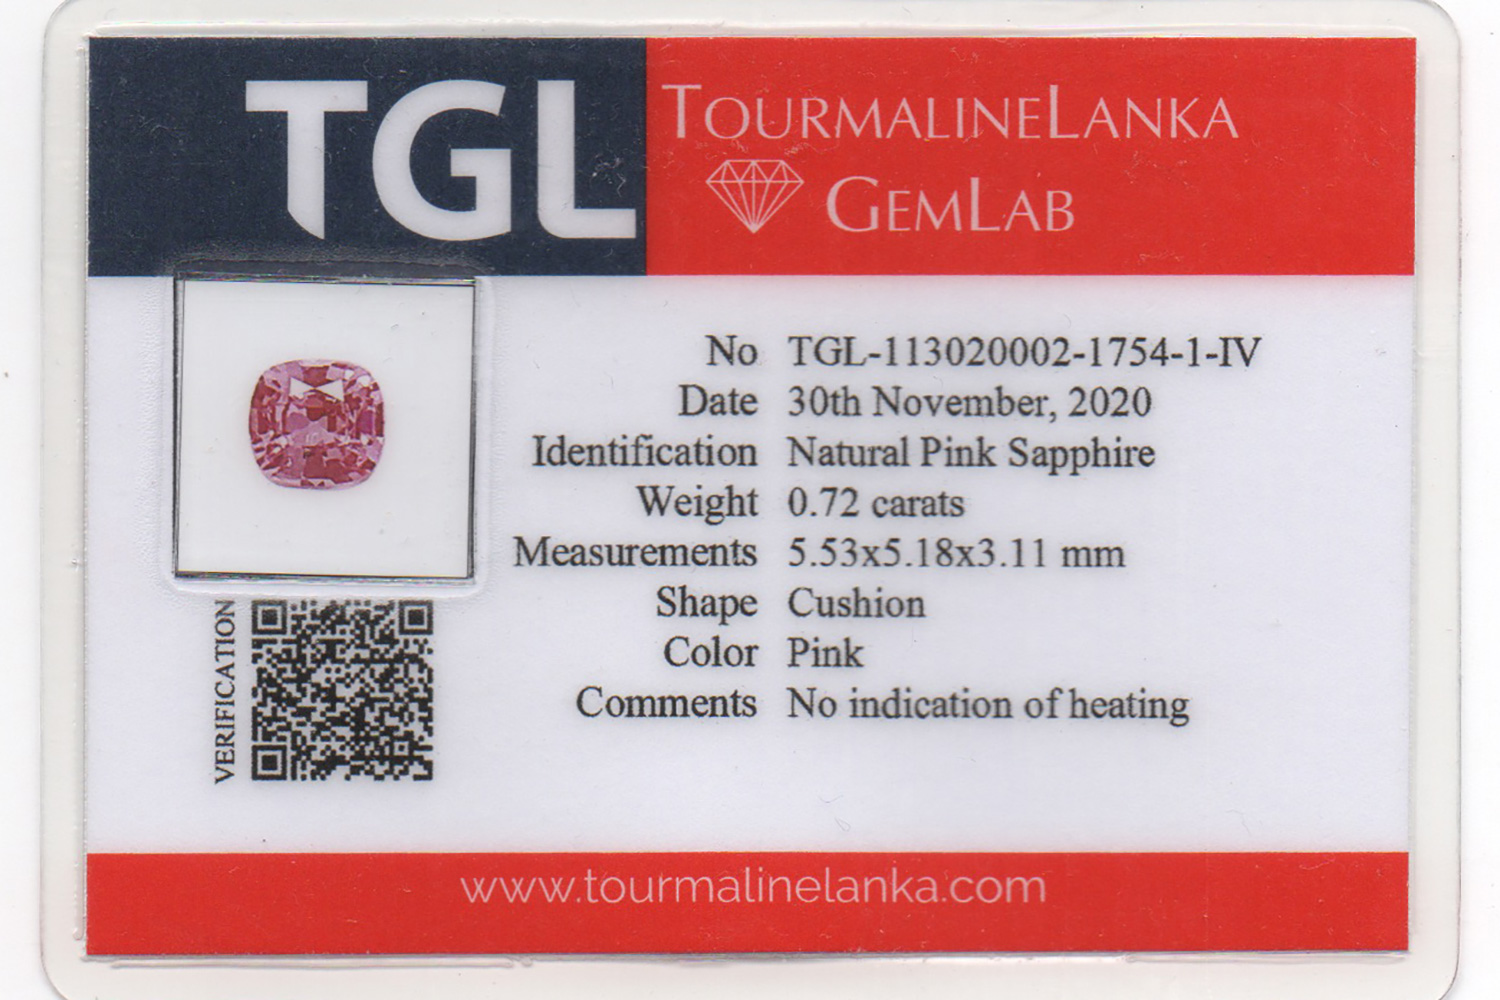 TGL
TOURMALINELANKA
GEMLAB
No TGL-113020002-1754-1-IV
Date 30th November, 2020
Identification Natural Pink Sapphire
Weight 0.72 carats
Measurements 5.53x5.18x3.11 mm
Shape Cushion
Color Pink
Comments No indication of heating
VERIFICATION
www.tourmalinelanka.com